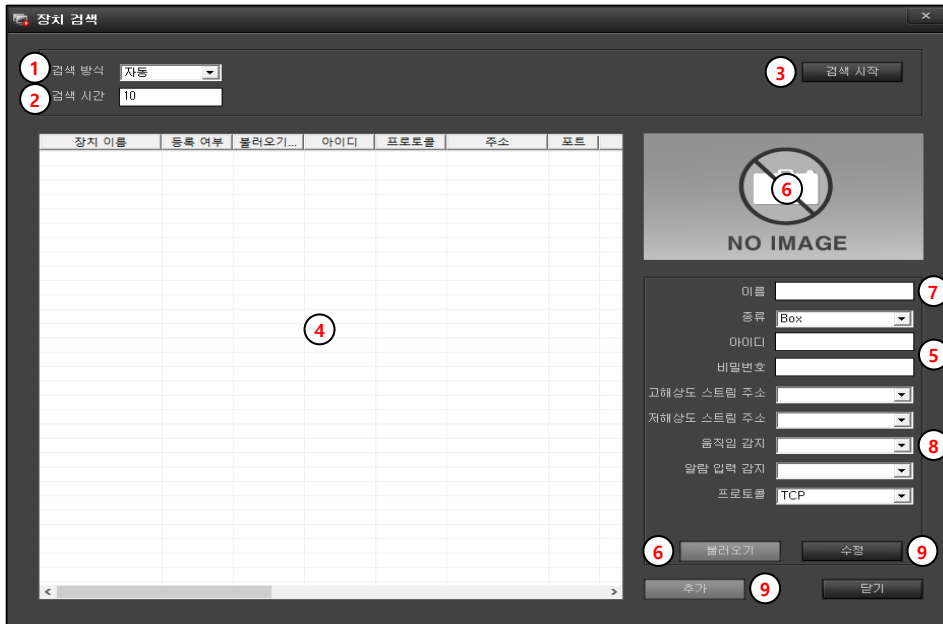 장치 검색
1 검색 방식 자동 3 검색 시작
2 검색 시간 10
장치 이름 등록 여부 불러오기... 아이디 프로토콜 주소 포트
6
NO IMAGE
4
이름 7
종류 Box
아이디
5
비밀번호
고해상도 스트림 주소
저해상도 스트림 주소
움직임 감지 8
알람 입력 감지
프로토콜 TCP
6 불러오기 수정 9
추가 9 닫기